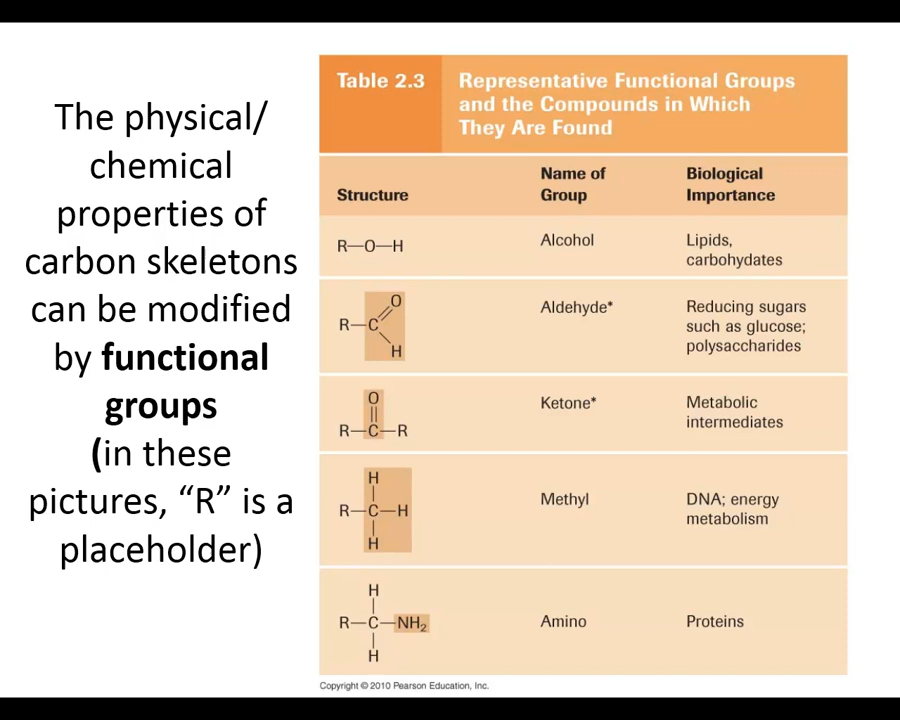 The physical/
chemical
properties of
carbon skeletons
can be modified
by functional
groups
(in these
pictures, “R” is a
placeholder)
Table 2.3
Representative Functional Groups
and the Compounds in Which
They Are Found
Structure
Name of
Group
Biological
Importance
R—O—H
Alcohol
Lipids,
carbohydates
O
R—C
H
Aldehyde*
Reducing sugars
such as glucose;
polysaccharides
O
R—C—R
Ketone*
Metabolic
intermediates
H
R—C—H
H
Methyl
DNA; energy
metabolism
H
R—C—NH₂
H
Amino
Proteins
Copyright © 2010 Pearson Education, Inc.